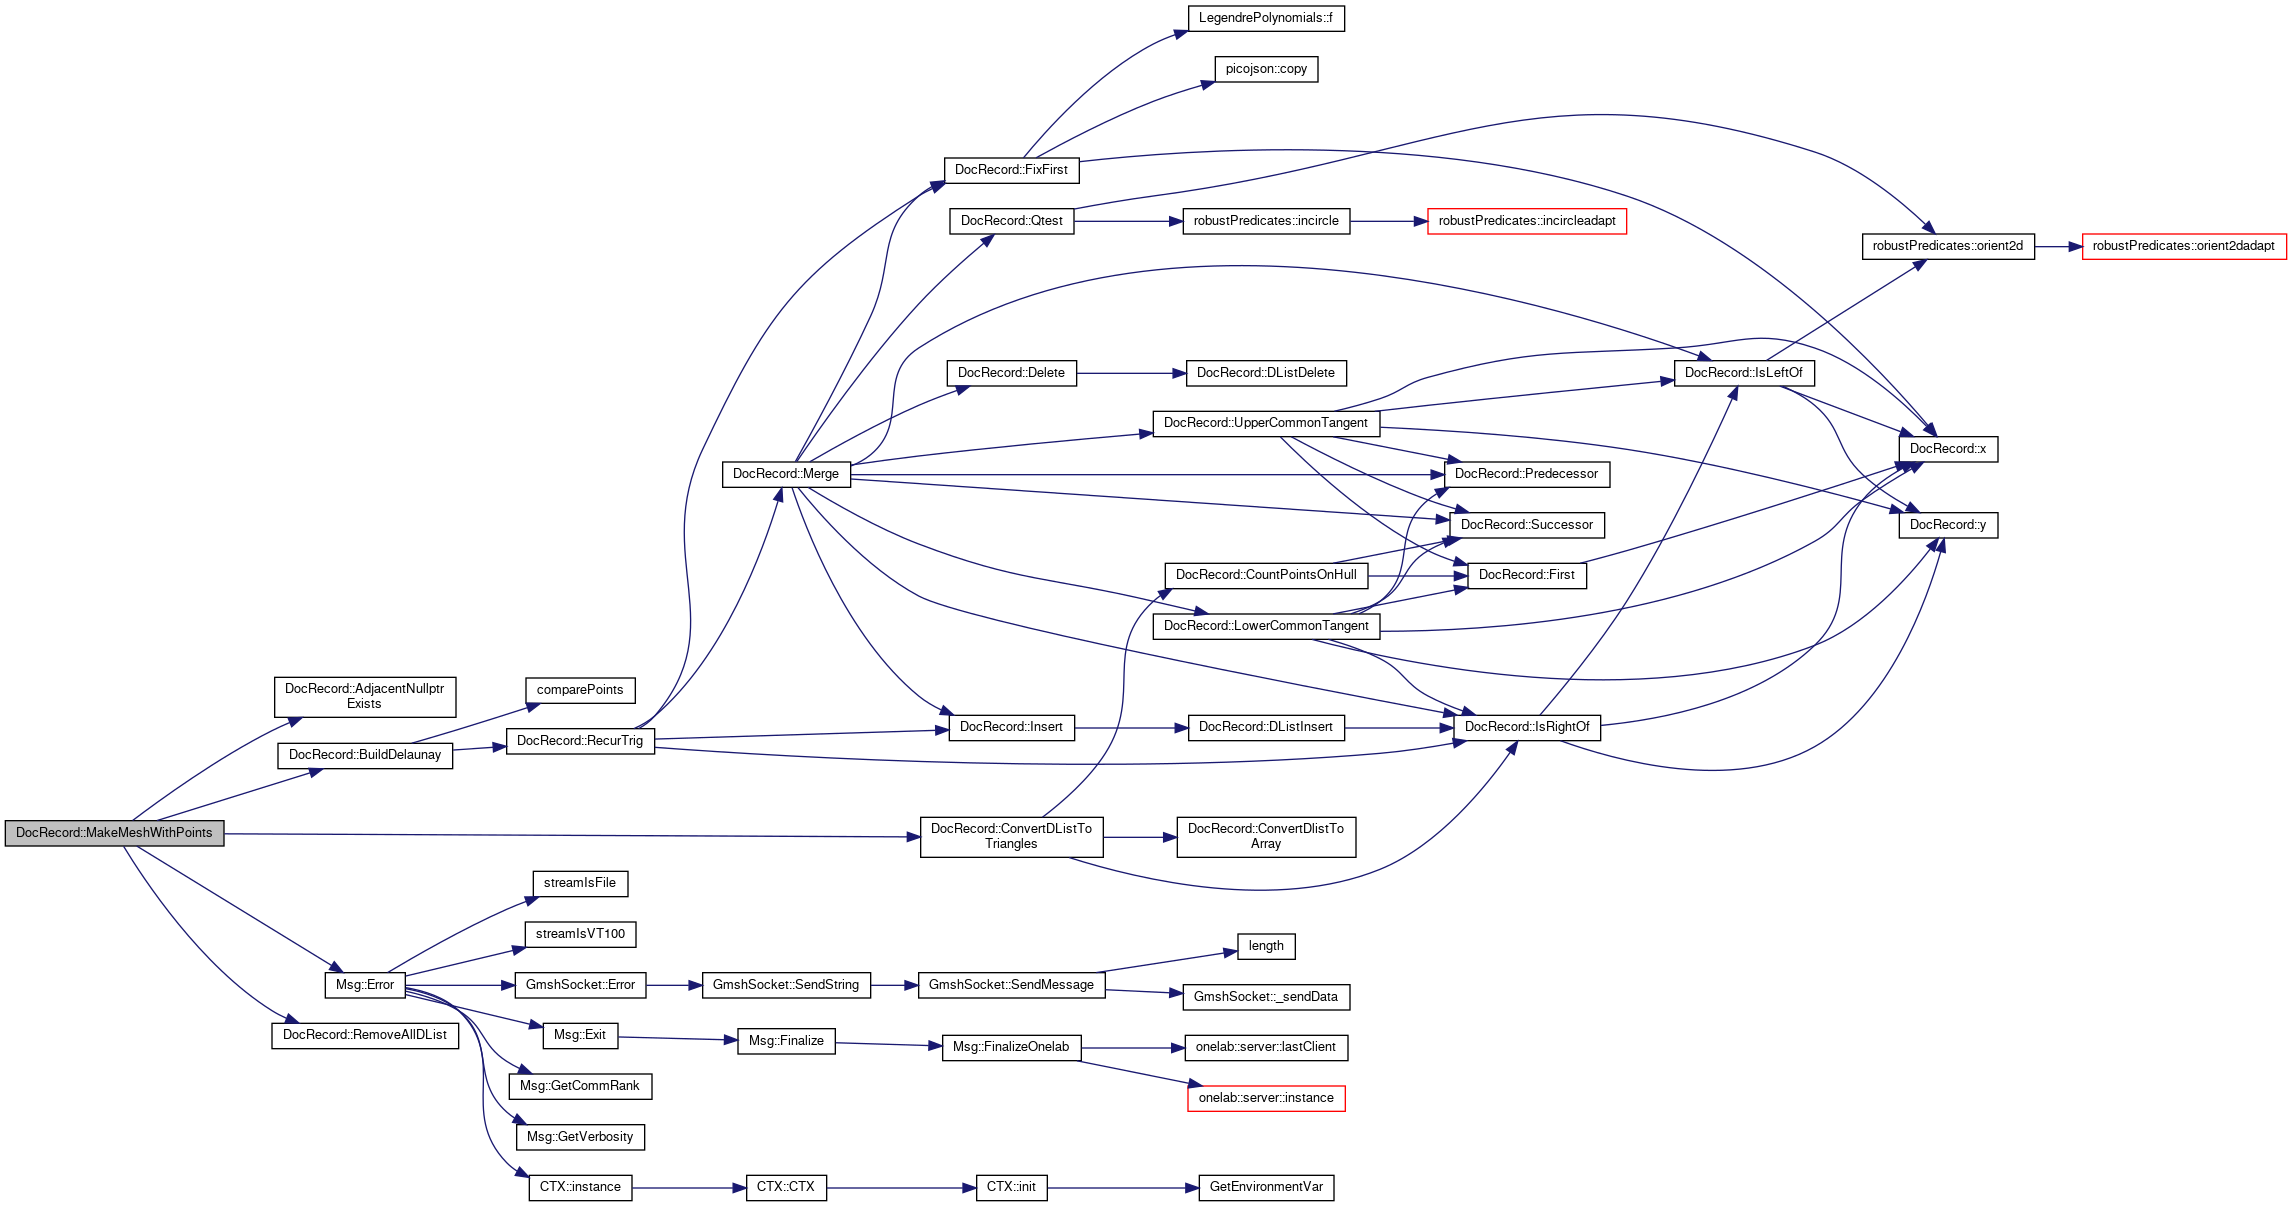 LegendrePolynomials::f
picojson::copy
DocRecord::FixFirst
DocRecord::Qtest
robustPredicates::incircle
robustPredicates::incircleadapt
robustPredicates::orient2d
robustPredicates::orient2dadapt
DocRecord::Delete
DocRecord::DListDelete
DocRecord::IsLeftOf
DocRecord::UpperCommonTangent
DocRecord::x
DocRecord::Merge
DocRecord::Predecessor
DocRecord::Successor
DocRecord::y
DocRecord::CountPointsOnHull
DocRecord::First
DocRecord::LowerCommonTangent
DocRecord::AdjacentNullptr
Exists
comparePoints
DocRecord::Insert
DocRecord::DListInsert
DocRecord::IsRightOf
DocRecord::RecurTrig
DocRecord::BuildDelaunay
DocRecord::MakeMeshWithPoints
DocRecord::ConvertDListTo
Triangles
DocRecord::ConvertDlistTo
Array
streamIsFile
streamIsVT100
length
Msg::Error
GmshSocket::Error
GmshSocket::SendString
GmshSocket::SendMessage
GmshSocket::_sendData
DocRecord::RemoveAllDList
Msg::Exit
Msg::Finalize
Msg::FinalizeOnelab
onelab::server::lastClient
Msg::GetCommRank
onelab::server::instance
Msg::GetVerbosity
CTX::instance
CTX::CTX
CTX::init
GetEnvironmentVar